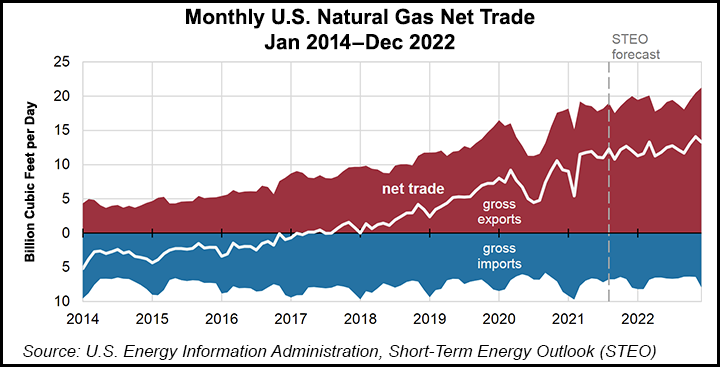 Monthly U.S. Natural Gas Net Trade
Jan 2014–Dec 2022
STEO
forecast
Billion Cubic Feet per Day
25
20
15
10
5
0
5
10
net trade
gross
exports
gross
imports
2014 2015 2016 2017 2018 2019 2020 2021 2022
Source: U.S. Energy Information Administration, Short-Term Energy Outlook (STEO)